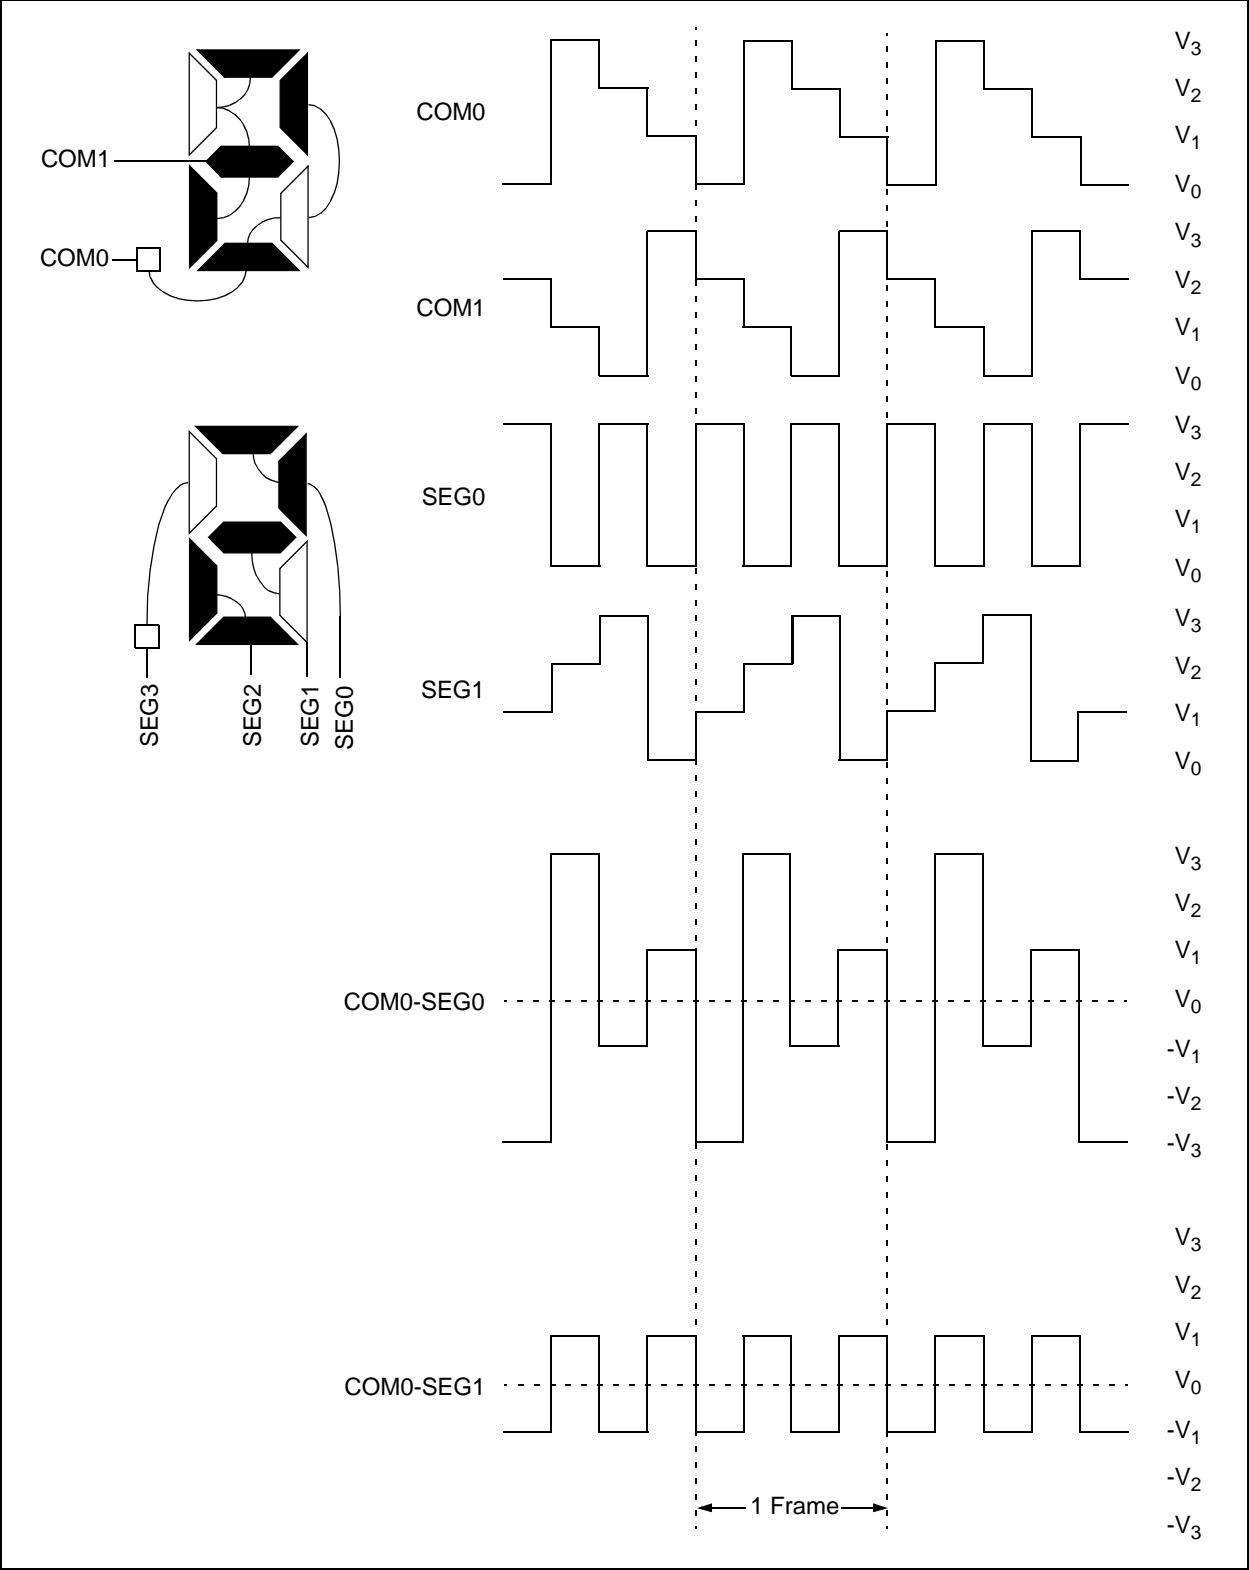 COM1
COM0
SEG3
SEG2
SEG1
SEG0
COM0
V3
V2
V1
V0
COM1
V3
V2
V1
V0
SEG0
V3
V2
V1
V0
SEG1
V3
V2
V1
V0
COM0-SEG0
V3
V2
V1
V0
-V1
-V2
-V3
COM0-SEG1
V3
V2
V1
V0
-V1
-V2
-V3
1 Frame